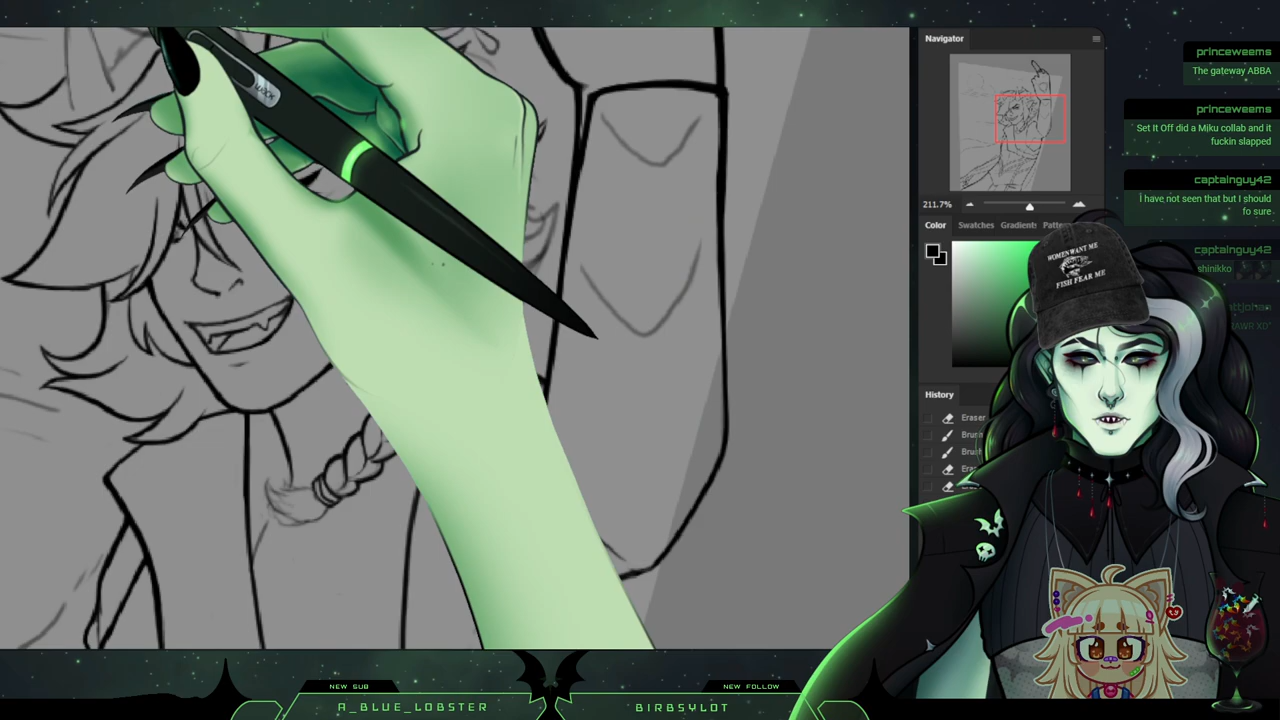 Navigator
princeweems
The gateway ABBA
princeweems
Set It Off did a Miku collab and it
fuckin slapped
captainguy42
I have not seen that but I should
fo sure
captainguy42
shinikko
211.7%
Color Swatches Gradients
WOMEN WANT ME
FISH FEAR ME
History
Eraser
NEW SUB
A_BLUE_LOBSTER
NEW FOLLOW
BIRBSYLOT